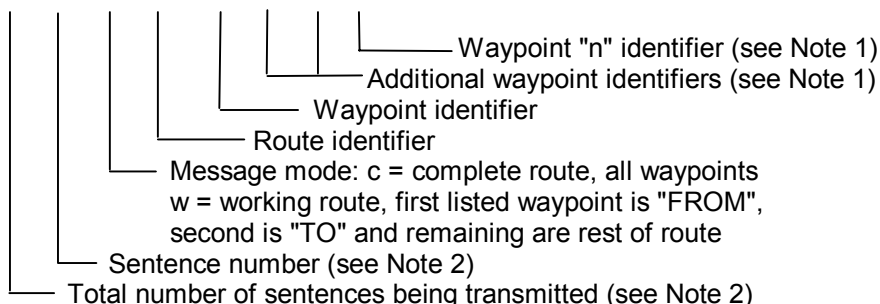 Waypoint "n" identifier (see Note 1)
Additional waypoint identifiers (see Note 1)
Waypoint identifier
Route identifier
Message mode: c = complete route, all waypoints
w = working route, first listed waypoint is "FROM",
second is "TO" and remaining are rest of route
Sentence number (see Note 2)
Total number of sentences being transmitted (see Note 2)